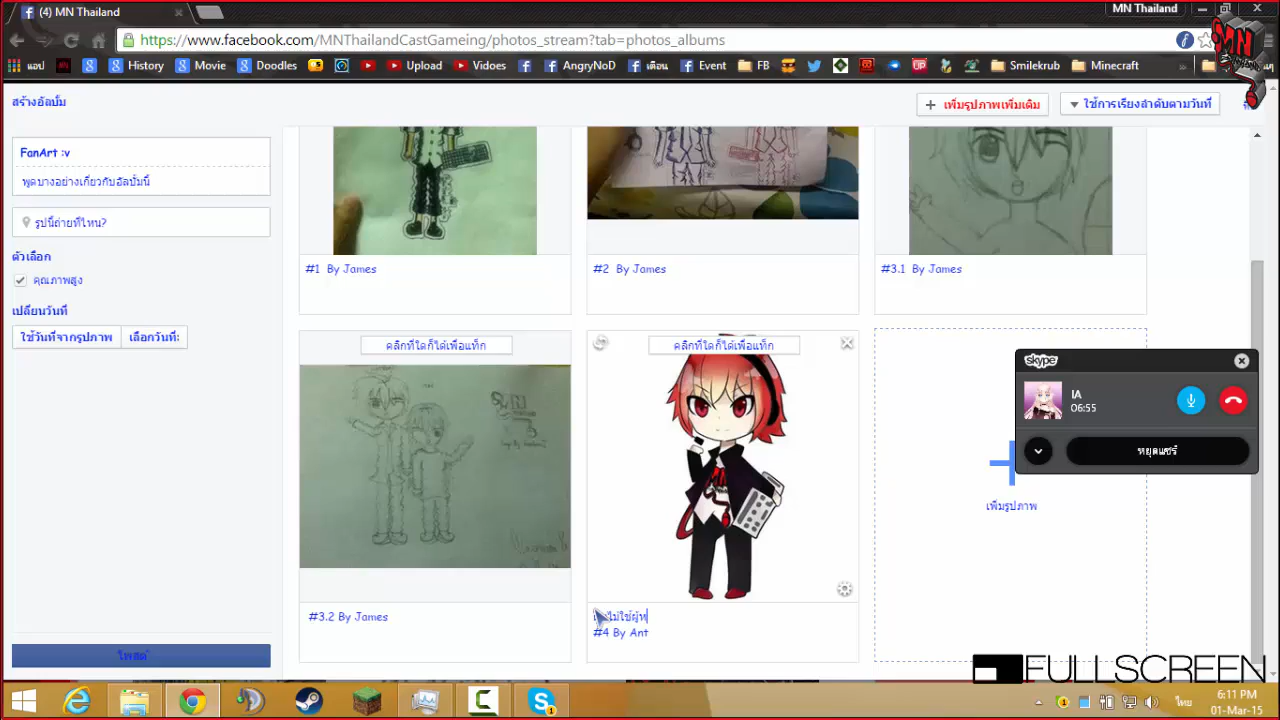 (4) MN Thailand
MN Thailand
https://www.facebook.com/MNThailandCastGameing/photos_stream?tab=photos_albums
แอป
History
Movie
Doodles
Upload
Vidoes
AngryNoD
เตือน
Event
FB
Smilekrub
Minecraft
»
MN
สร้างอัลบั้ม
+ เพิ่มรูปภาพเพิ่มเติม
ใช้การเรียงลำดับตามวันที่
FanArt :v
พูดบางอย่างเกี่ยวกับอัลบั้มนี้
รูปนี้ถ่ายที่ไหน?
ตัวเลือก
คุณภาพสูง
เปลี่ยนวันที่
ใช้วันที่จากรูปภาพ
เลือกวันที่:
#1 By James
#2 By James
#3.1 By James
คลิกที่ใดก็ได้เพื่อแท็ก
คลิกที่ใดก็ได้เพื่อแท็ก
skype
IA
06:55
หยุดแชร์
เพิ่มรูปภาพ
#3.2 By James
#4 By Ant
โพสต์
FULLSCREEN
ไทย
6:11 PM
01-Mar-15